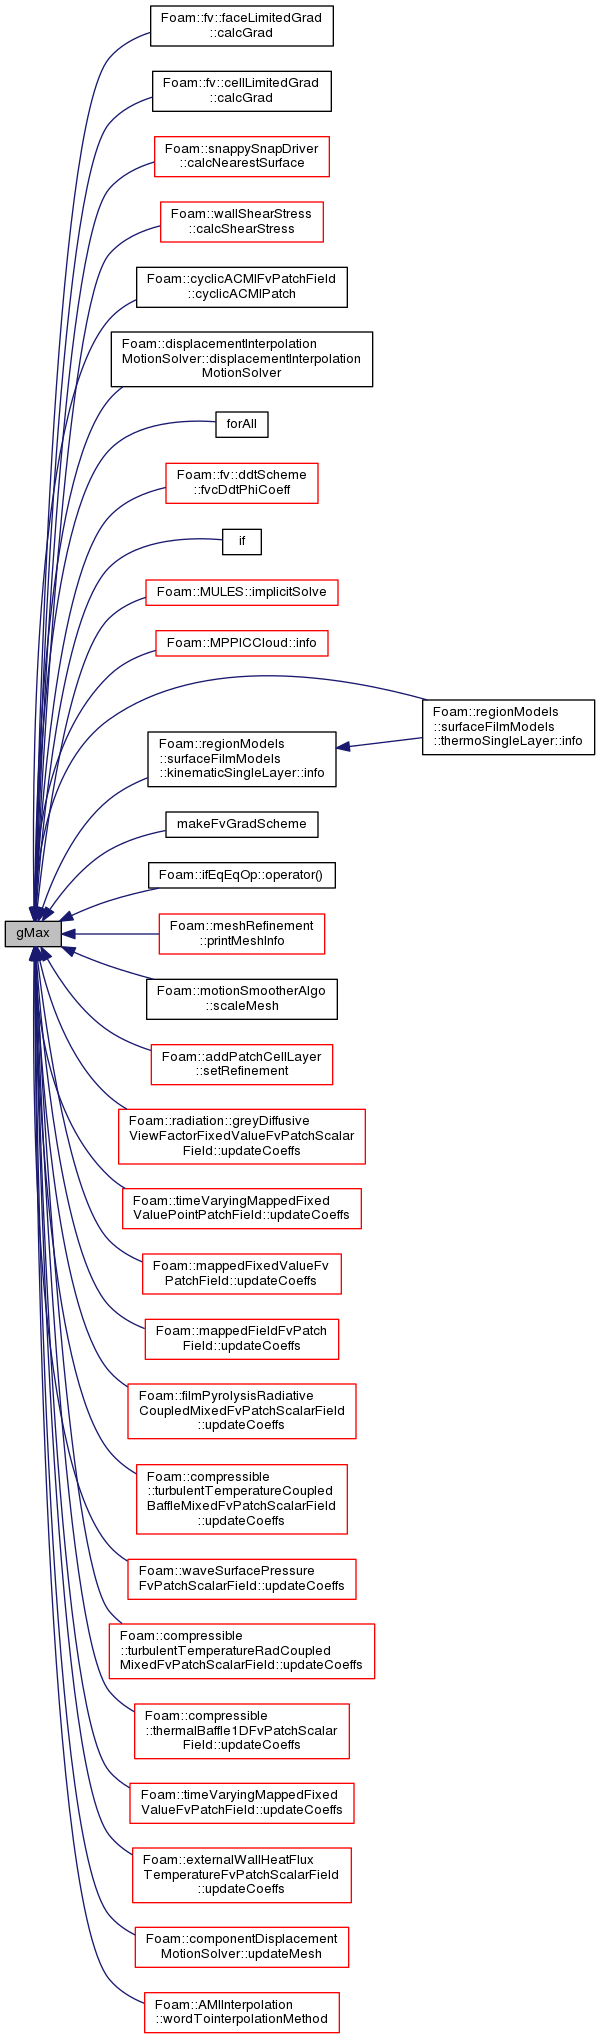 Foam::fv::faceLimitedGrad
::calcGrad
Foam::fv::cellLimitedGrad
::calcGrad
Foam::snappySnapDriver
::calcNearestSurface
Foam::wallShearStress
::calcShearStress
Foam::cyclicACMIFvPatchField
::cyclicACMIPatch
Foam::displacementInterpolation
MotionSolver::displacementInterpolation
MotionSolver
forAll
Foam::fv::ddtScheme
::fvcDdtPhiCoeff
if
Foam::MULES::implicitSolve
Foam::MPPICCloud::info
Foam::regionModels
::surfaceFilmModels
::thermoSingleLayer::info
Foam::regionModels
::surfaceFilmModels
::kinematicSingleLayer::info
makeFvGradScheme
Foam::ifEqEqOp::operator()
gMax
Foam::meshRefinement
::printMeshInfo
Foam::motionSmootherAlgo
::scaleMesh
Foam::addPatchCellLayer
::setRefinement
Foam::radiation::greyDiffusive
ViewFactorFixedValueFvPatchScalar
Field::updateCoeffs
Foam::timeVaryingMappedFixed
ValuePointPatchField::updateCoeffs
Foam::mappedFixedValueFv
PatchField::updateCoeffs
Foam::mappedFieldFvPatch
Field::updateCoeffs
Foam::filmPyrolysisRadiative
CoupledMixedFvPatchScalarField
::updateCoeffs
Foam::compressible
::turbulentTemperatureCoupled
BaffleMixedFvPatchScalarField
::updateCoeffs
Foam::waveSurfacePressure
FvPatchScalarField::updateCoeffs
Foam::compressible
::turbulentTemperatureRadCoupled
MixedFvPatchScalarField::updateCoeffs
Foam::compressible
::thermalBaffle1DFvPatchScalar
Field::updateCoeffs
Foam::timeVaryingMappedFixed
ValueFvPatchField::updateCoeffs
Foam::externalWallHeatFlux
TemperatureFvPatchScalarField
::updateCoeffs
Foam::componentDisplacement
MotionSolver::updateMesh
Foam::AMIInterpolation
::wordTointerpolationMethod